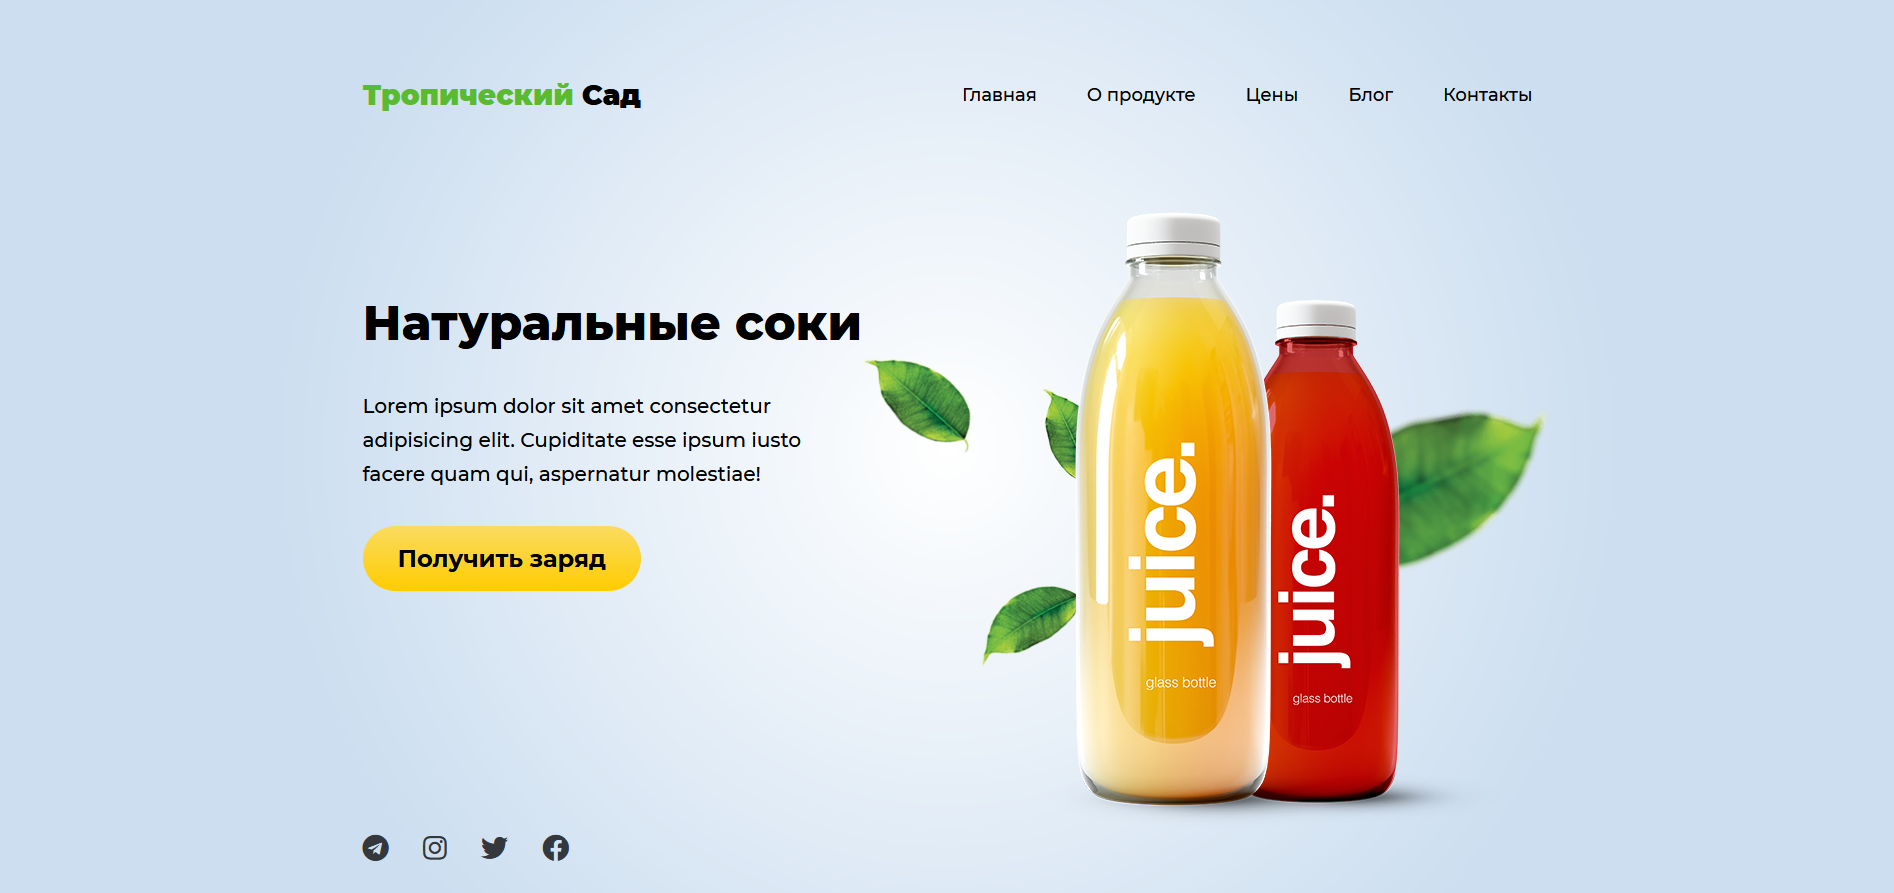 Тропический Сад
Главная
О продукте
Цены
Блог
Контакты
Натуральные соки
Lorem ipsum dolor sit amet consectetur
adipisicing elit. Cupiditate esse ipsum iusto
facere quam qui, aspernatur molestiae!
Получить заряд
juice.
glass bottle
juice.
glass bottle